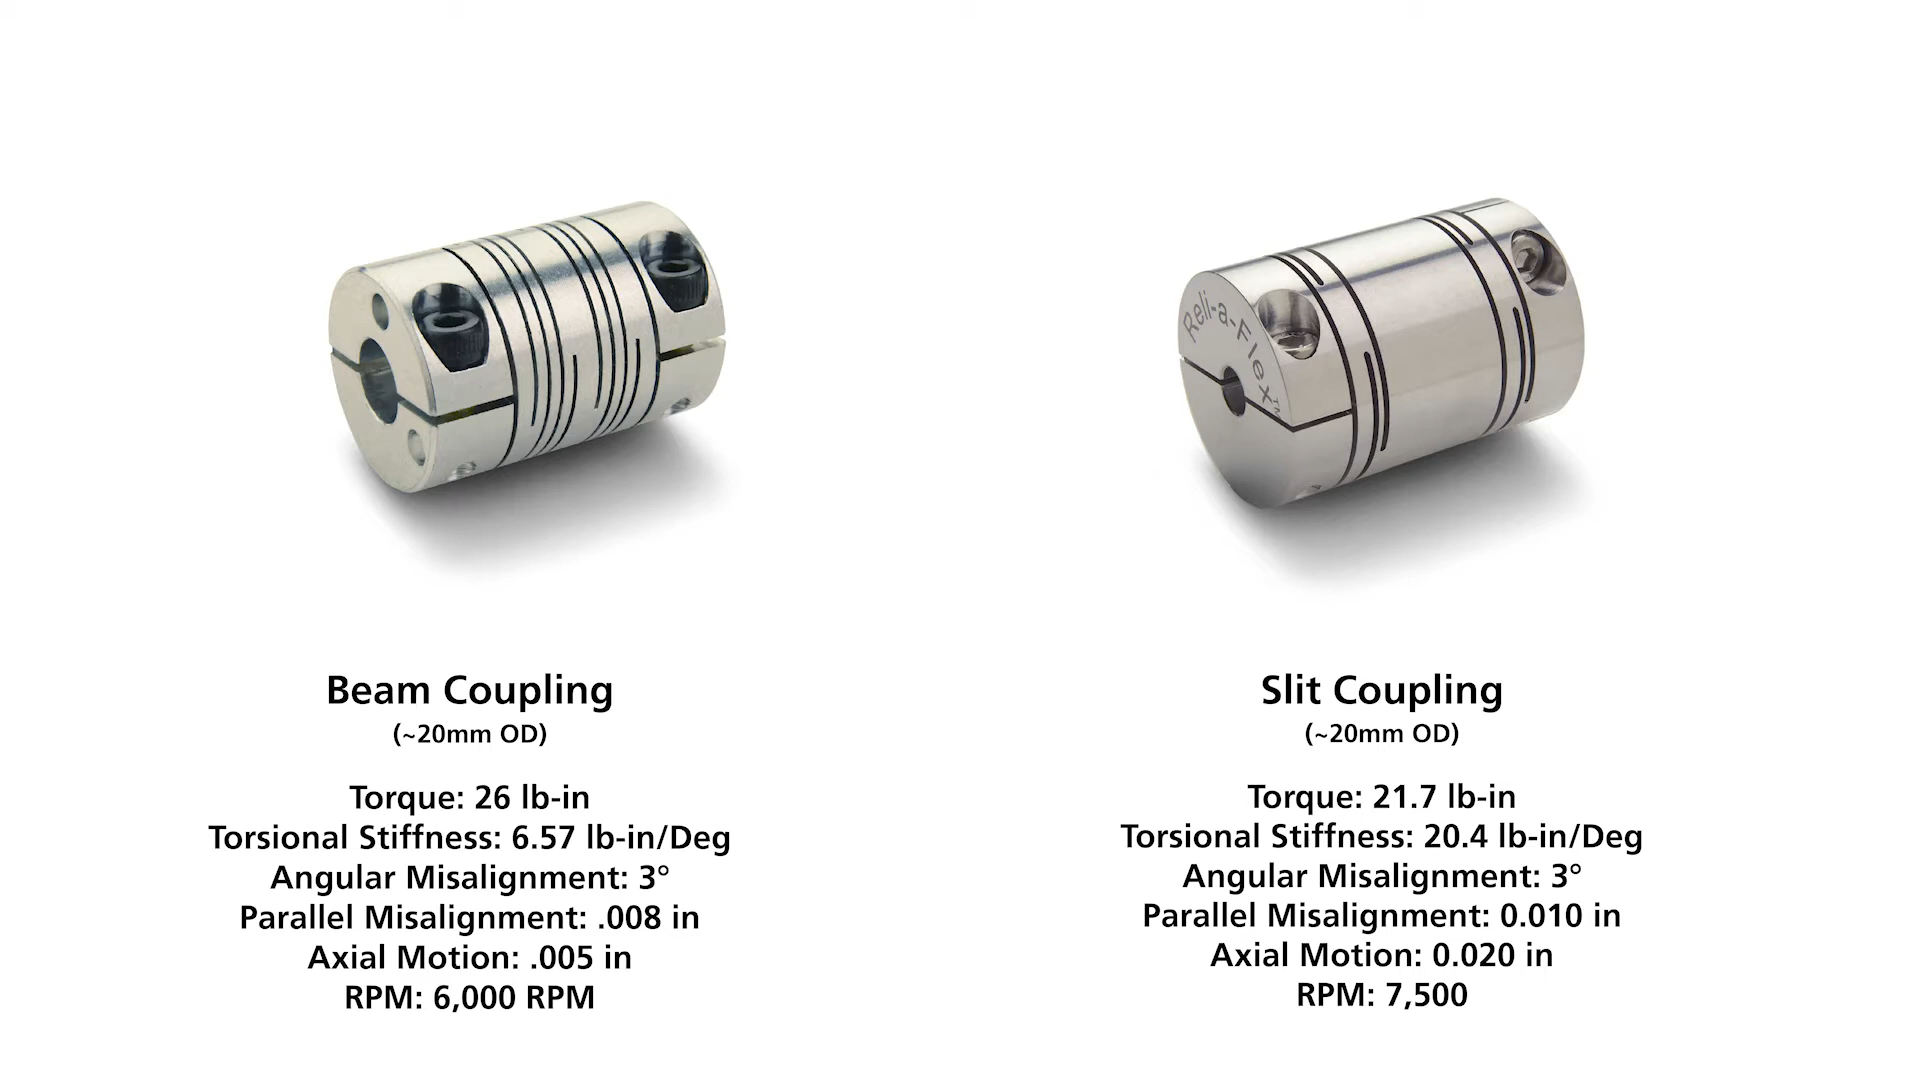 Reli-a-Flex™
Beam Coupling
(~20mm OD)
Torque: 26 lb-in
Torsional Stiffness: 6.57 lb-in/Deg
Angular Misalignment: 3°
Parallel Misalignment: .008 in
Axial Motion: .005 in
RPM: 6,000 RPM
Slit Coupling
(~20mm OD)
Torque: 21.7 lb-in
Torsional Stiffness: 20.4 lb-in/Deg
Angular Misalignment: 3°
Parallel Misalignment: 0.010 in
Axial Motion: 0.020 in
RPM: 7,500